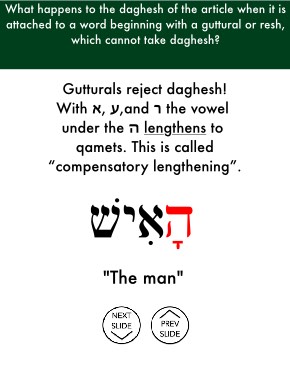 What happens to the daghesh of the article when it is
attached to a word beginning with a guttural or resh,
which cannot take daghesh?
Gutturals reject daghesh!
With א, ע,and ר the vowel
under the ה lengthens to
qamets. This is called
“compensatory lengthening”.
הָאִישׁ
"The man"
NEXT
SLIDE
PREV
SLIDE